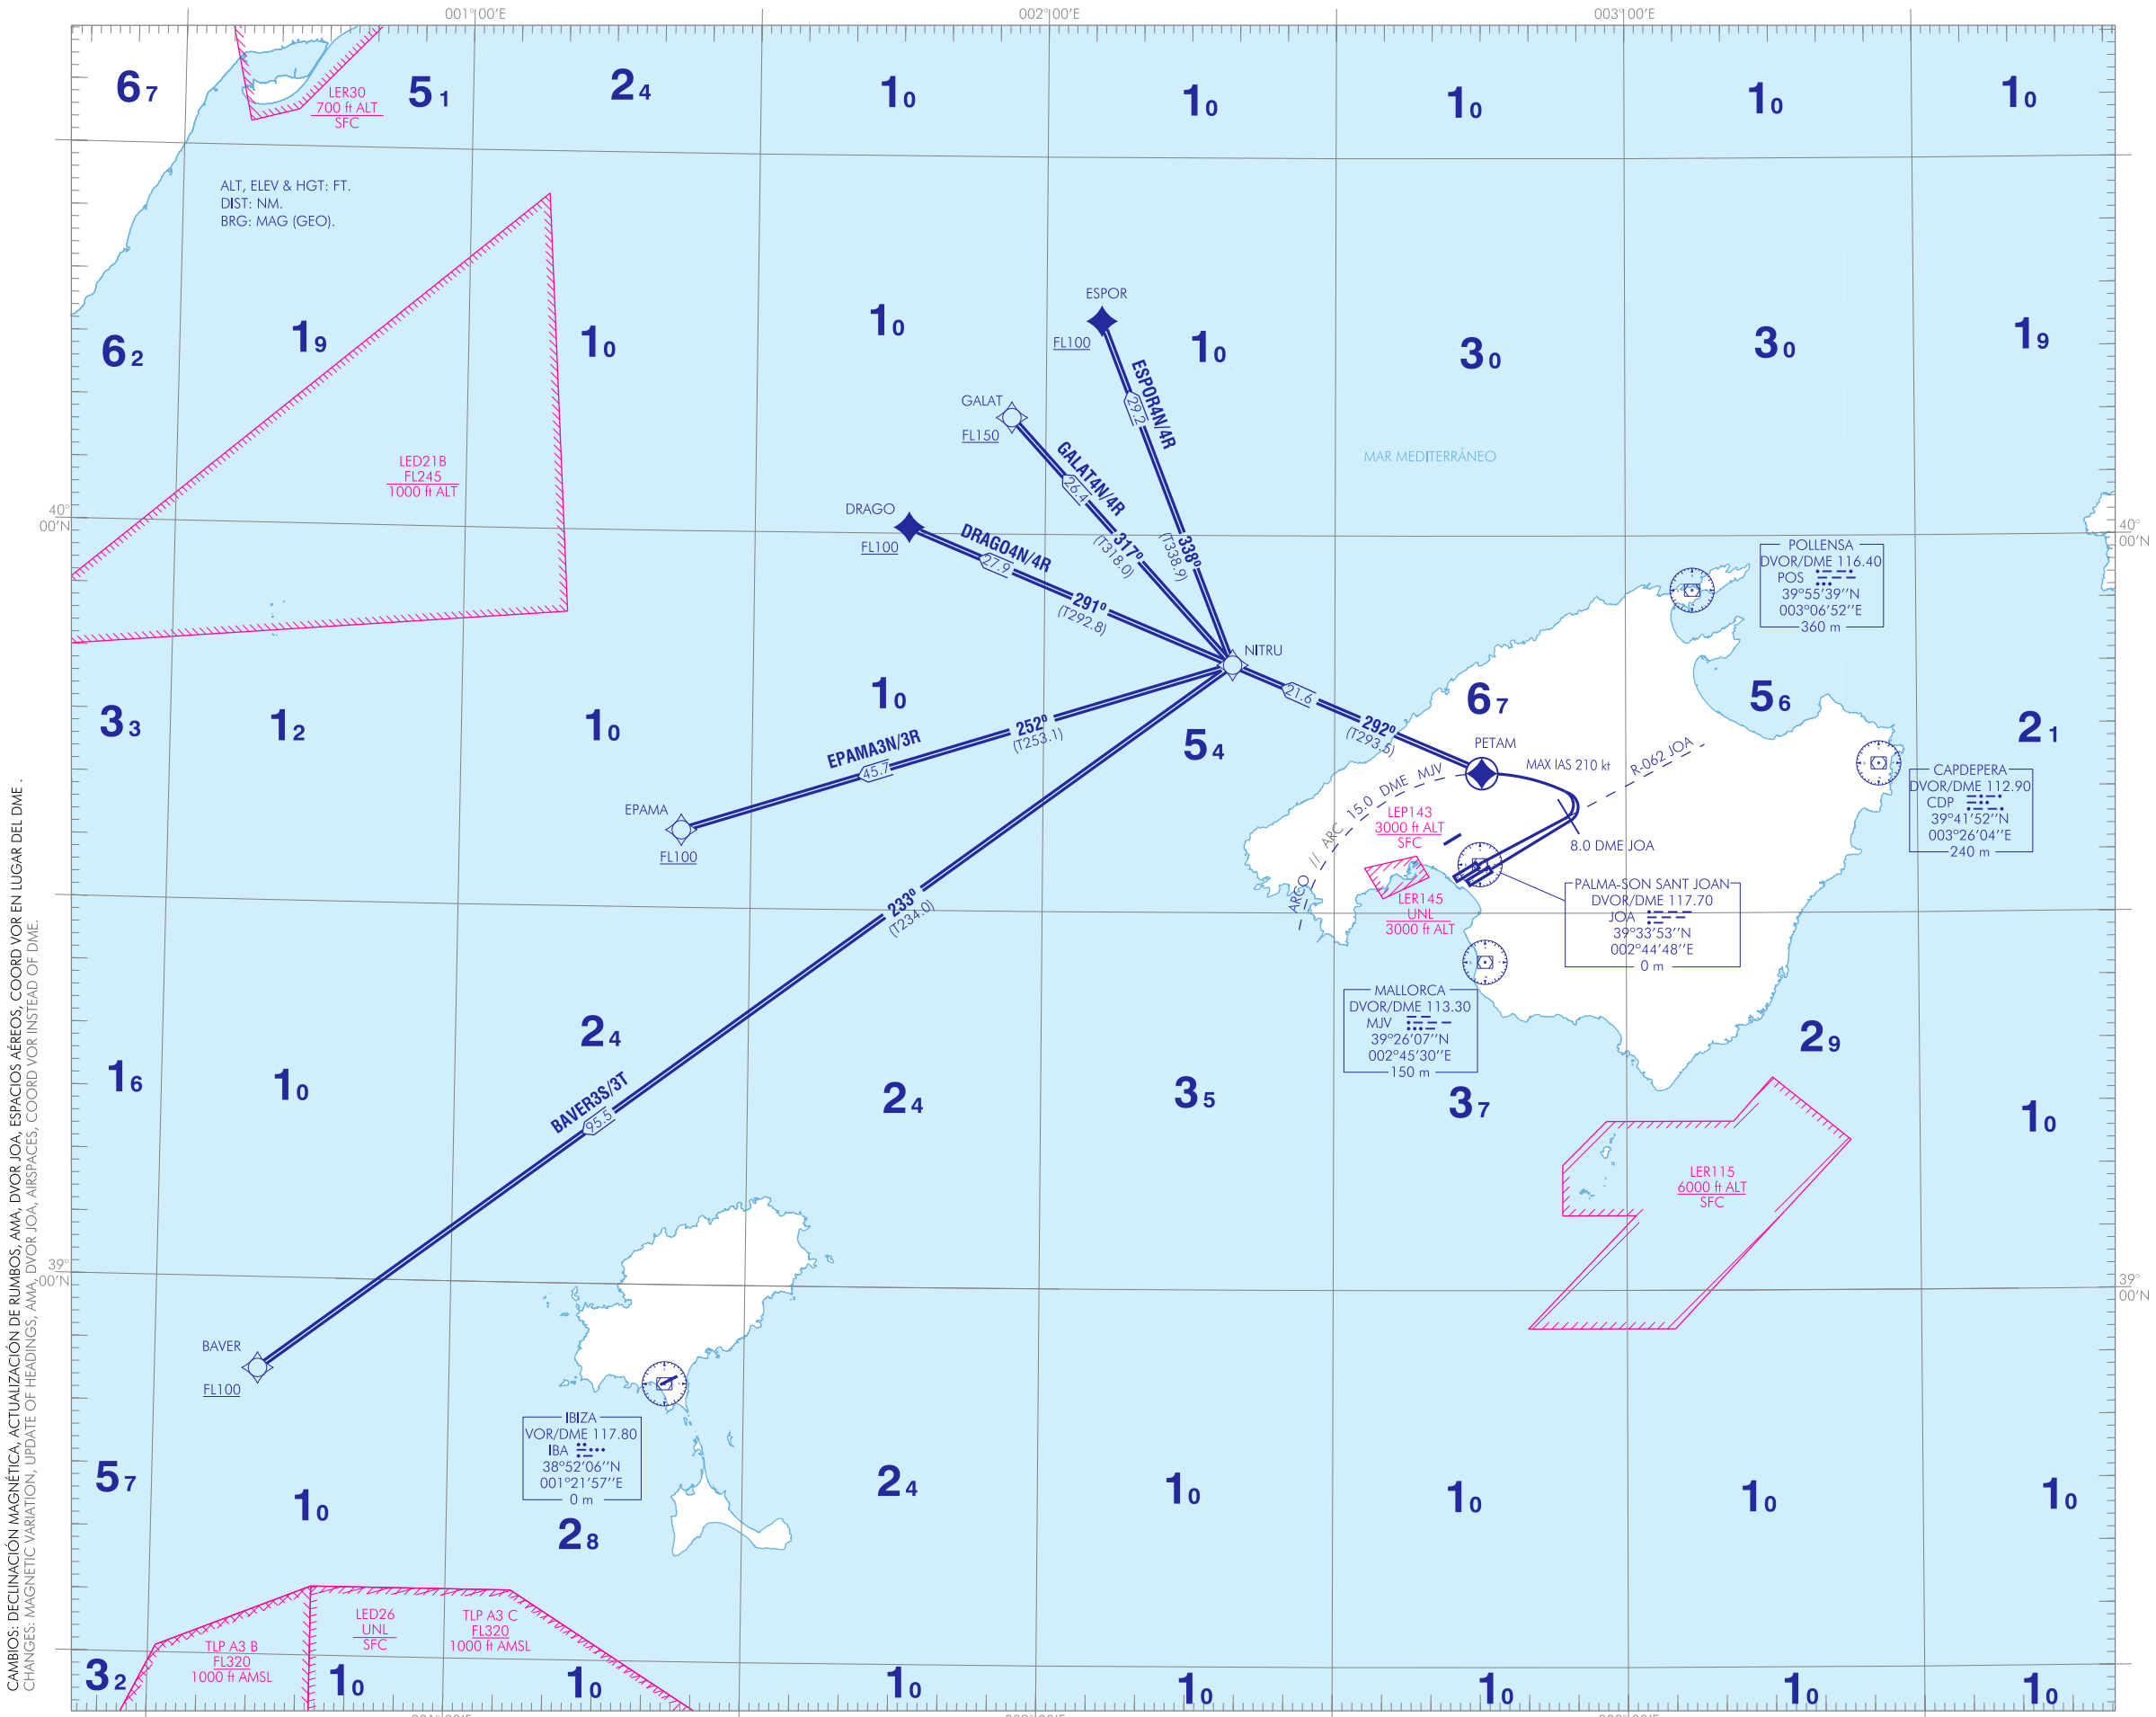 001°00'E
002°00'E
003°00'E
6 7
5 1
2 4
1 0
1 0
1 0
1 0
1 0
LER30
700 ft ALT
SFC
ALT, ELEV & HGT: FT.
DIST: NM.
BRG: MAG (GEO).
6 2
1 9
1 0
1 0
1 0
3 0
3 0
1 9
ESPOR
FL100
ESPOR4N/4R
29.2
338º
(T338.9)
GALAT
FL150
GALAT4N/4R
26.4
317º
(T318.0)
MAR MEDITERRÁNEO
LED21B
FL245
1000 ft ALT
40°
00'N
40°
00'N
DRAGO
FL100
DRAGO4N/4R
27.9
291º
(T292.8)
POLLENSA
DVOR/DME 116.40
POS
39°55'39''N
003°06'52''E
360 m
NITRU
21.6
292º
(T293.5)
3 3
1 2
1 0
1 0
5 4
6 7
5 6
2 1
PETAM
MAX IAS 210 kt
R-062 JOA
8.0 DME JOA
ARCO // ARC 15.0 DME MJV
EPAMA3N/3R
45.7
252º
(T253.1)
EPAMA
FL100
CAPDEPERA
DVOR/DME 112.90
CDP
39°41'52''N
003°26'04''E
240 m
LEP143
3000 ft ALT
SFC
LER145
UNL
3000 ft ALT
PALMA-SON SANT JOAN
DVOR/DME 117.70
JOA
39°33'53''N
002°44'48''E
0 m
233º
(T234.0)
BAVER3S/3T
95.5
MALLORCA
DVOR/DME 113.30
MJV
39°26'07''N
002°45'30''E
150 m
1 6
1 0
2 4
2 4
3 5
3 7
2 9
1 0
LER115
6000 ft ALT
SFC
39°
00'N
39°
00'N
BAVER
FL100
IBIZA
VOR/DME 117.80
IBA
38°52'06''N
001°21'57''E
0 m
5 7
1 0
2 8
2 4
1 0
1 0
1 0
1 0
TLP A3 B
FL320
1000 ft AMSL
LED26
UNL
SFC
TLP A3 C
FL320
1000 ft AMSL
3 2
1 0
1 0
1 0
1 0
1 0
1 0
1 0
CAMBIOS: DECLINACIÓN MAGNÉTICA, ACTUALIZACIÓN DE RUMBOS, AMA, DVOR JOA, ESPACIOS AÉREOS, COORD VOR EN LUGAR DEL DME .
CHANGES: MAGNETIC VARIATION, UPDATE OF HEADINGS, AMA, DVOR JOA, AIRSPACES, COORD VOR INSTEAD OF DME.